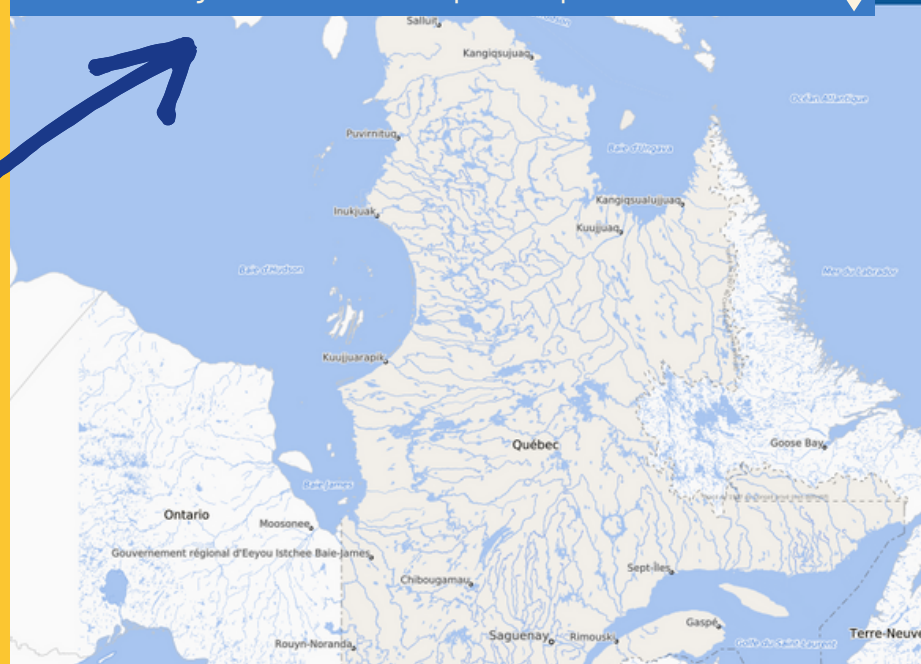 Salluit
Kangiqsujuaq
Océan Atlantique
Puvirnituq
Baie d'Ungava
Kangiqsualujjuaq
Inukjuak
Kuujjuaq
Baie d'Hudson
Mer du Labrador
Kuujjuarapik
Québec
Goose Bay
Baie James
Ontario
Moosonee
Gouvernement régional d'Eeyou Istchee Baie-James
Sept-Îles
Chibougamau
Gaspé
Saguenay
Rimouski
Terre-Neuve
Golfe du Saint-Laurent
Rouyn-Noranda